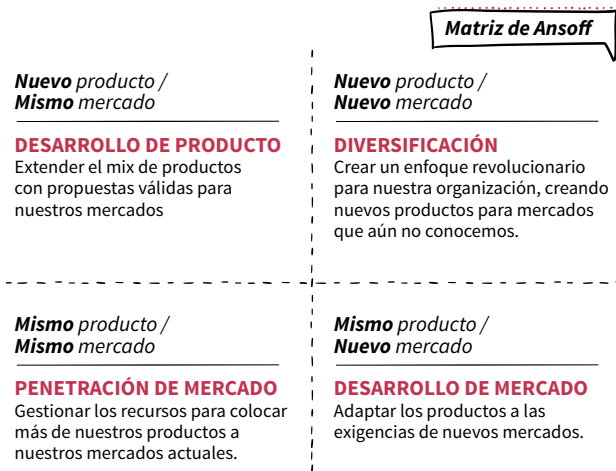 Matriz de Ansoff
Nuevo producto /
Mismo mercado
DESARROLLO DE PRODUCTO
Extender el mix de productos
con propuestas válidas para
nuestros mercados
Nuevo producto /
Nuevo mercado
DIVERSIFICACIÓN
Crear un enfoque revolucionario
para nuestra organización, creando
nuevos productos para mercados
que aún no conocemos.
Mismo producto /
Mismo mercado
PENETRACIÓN DE MERCADO
Gestionar los recursos para colocar
más de nuestros productos a
nuestros mercados actuales.
Mismo producto /
Nuevo mercado
DESARROLLO DE MERCADO
Adaptar los productos a las
exigencias de nuevos mercados.